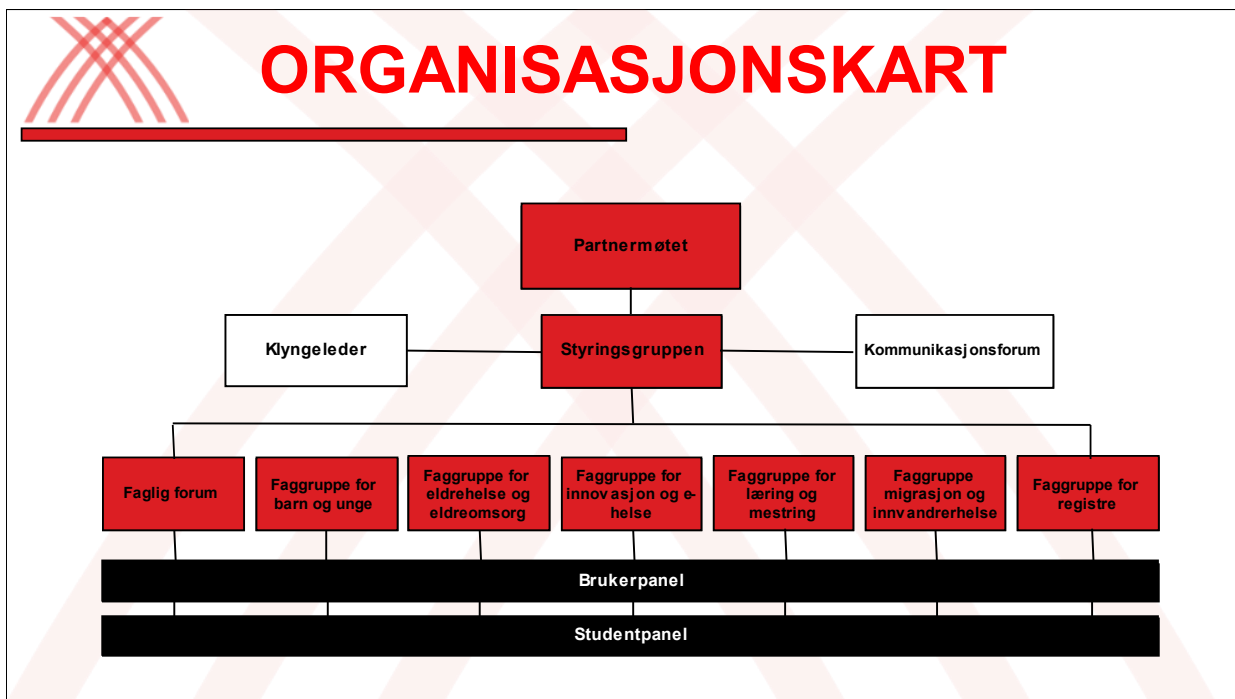 ORGANISASJONSKART
Partnermøtet
Klyngeleder
Styringsgruppen
Kommunikasjonsforum
Faglig forum
Faggruppe for
barn og unge
Faggruppe for
eldrehelse og
eldreomsorg
Faggruppe for
innovasjon og e-
helse
Faggruppe for
læring og
mestring
Faggruppe
migrasjon og
innvandrerhelse
Faggruppe for
registre
Brukerpanel
Studentpanel